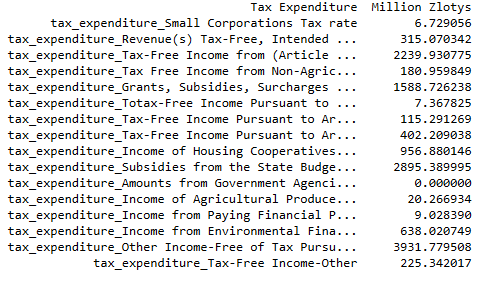 Tax Expenditure Million Zlotys
tax_expenditure_Small Corporations Tax rate 6.729056
tax_expenditure_Revenue(s) Tax-Free, Intended ... 315.070342
tax_expenditure_Tax-Free Income from (Article ... 2239.930775
tax_expenditure_Tax Free Income from Non-Agric... 180.959849
tax_expenditure_Grants, Subsidies, Surcharges ... 1588.726238
tax_expenditure_Totax-Free Income Pursuant to ... 7.367825
tax_expenditure_Tax-Free Income Pursuant to Ar... 115.291269
tax_expenditure_Tax-Free Income Pursuant to Ar... 402.209038
tax_expenditure_Income of Housing Cooperatives... 956.880146
tax_expenditure_Subsidies from the State Budge... 2895.389995
tax_expenditure_Amounts from Government Agenci... 0.000000
tax_expenditure_Income of Agricultural Produce... 20.266934
tax_expenditure_Income from Paying Financial P... 9.028390
tax_expenditure_Income from Environmental Fina... 638.020749
tax_expenditure_Other Income-Free of Tax Pursu... 3931.779508
tax_expenditure_Tax-Free Income-Other 225.342017